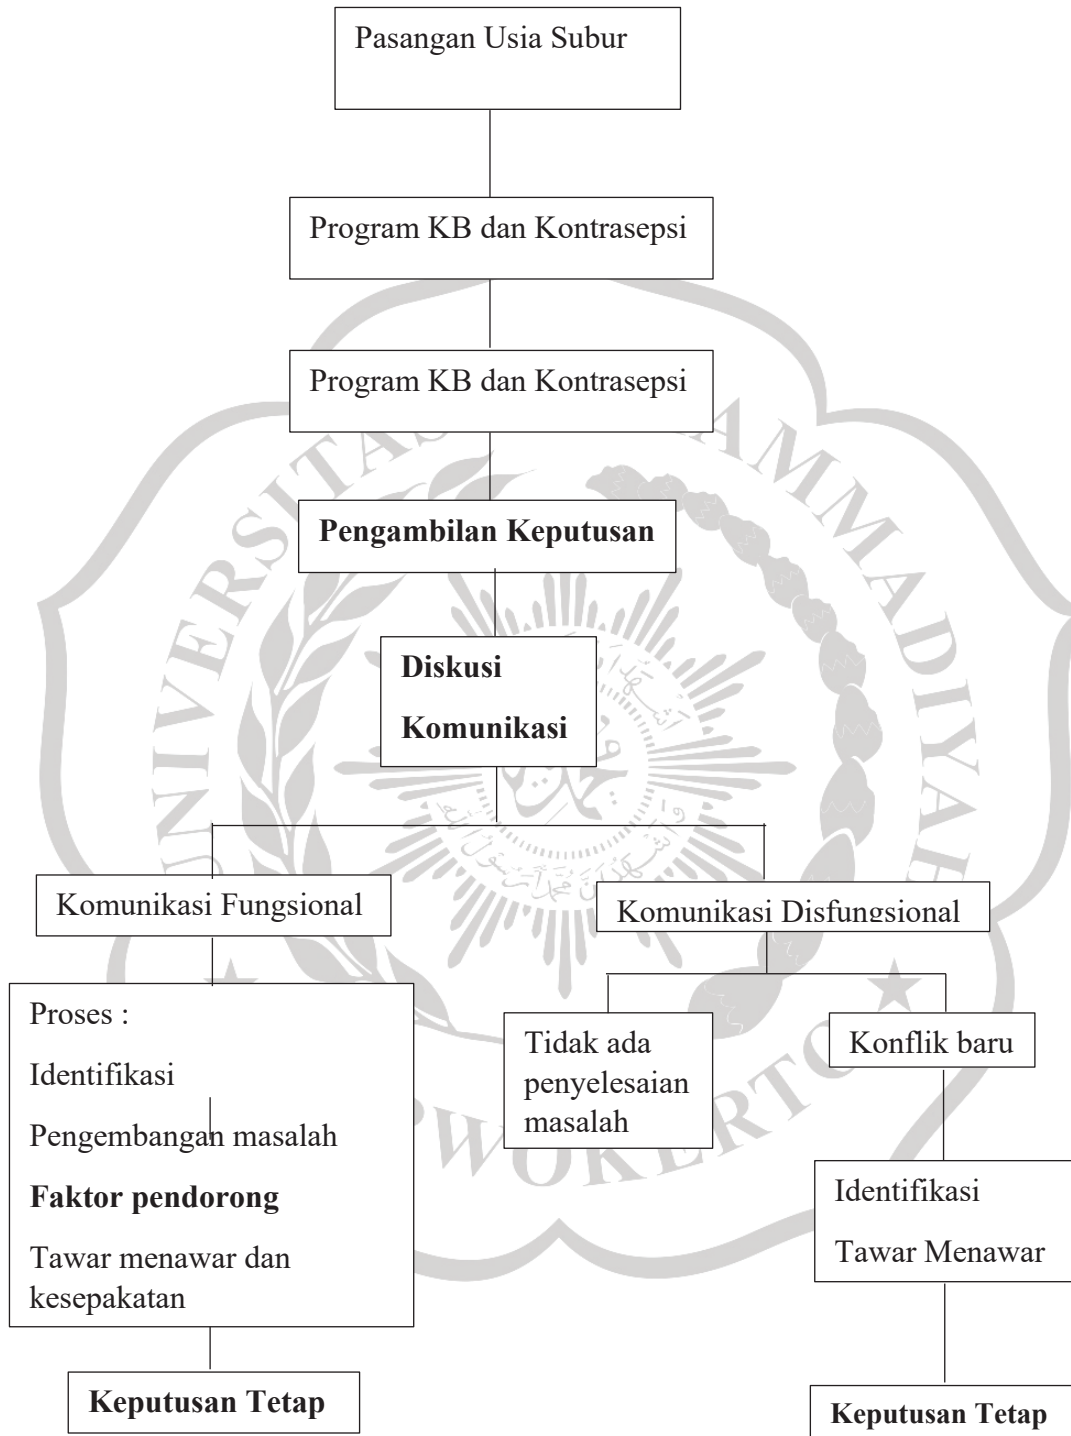 Pasangan Usia Subur
Program KB dan Kontrasepsi
Program KB dan Kontrasepsi
Pengambilan Keputusan
Diskusi
Komunikasi
Komunikasi Fungsional
Komunikasi Disfungsional
Proses :
Identifikasi
Pengembangan masalah
Faktor pendorong
Tawar menawar dan
kesepakatan
Tidak ada
penyelesaian
masalah
Konflik baru
Identifikasi
Tawar Menawar
Keputusan Tetap
Keputusan Tetap